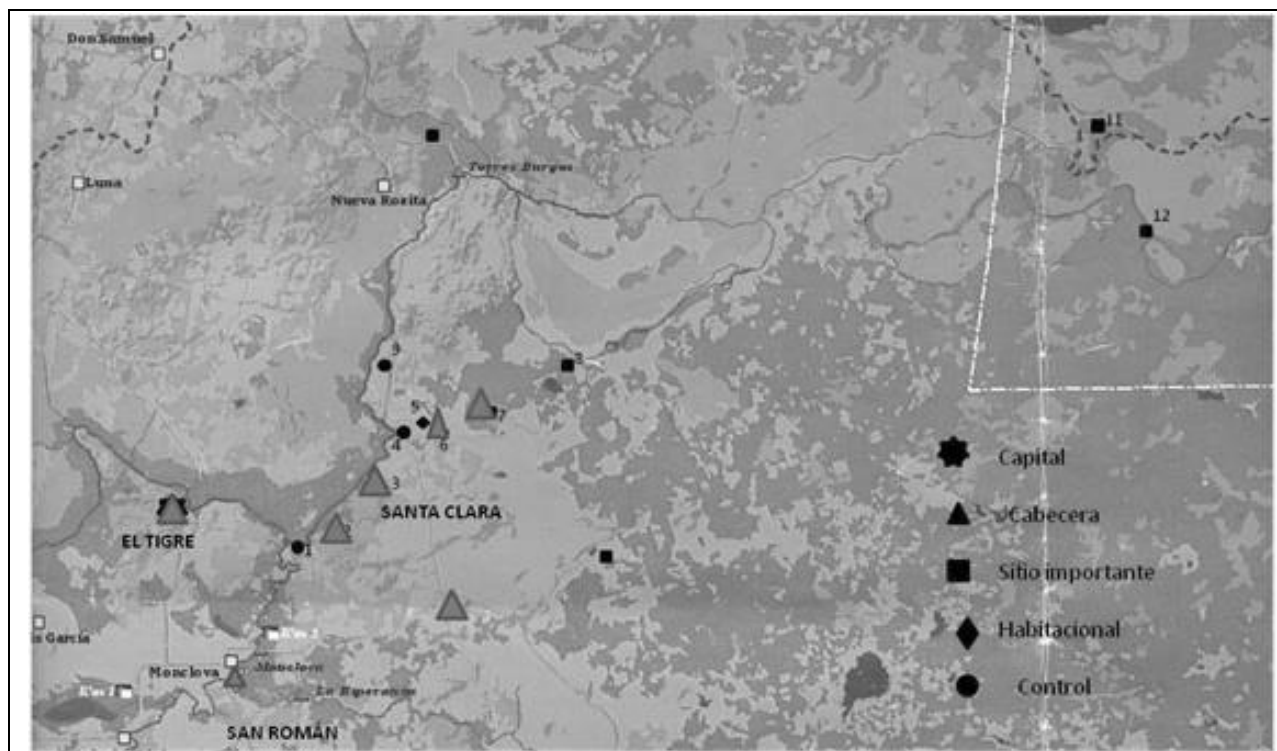 Don Samuel
11
Torres Burgos
Luna
Nueva Rosita
12
9
5
7
4
6
Capital
3
SANTA CLARA
Cabecera
2
EL TIGRE
1
Sitio importante
García
Habitacional
Monclova
Control
La Esperanza
SAN ROMÁN